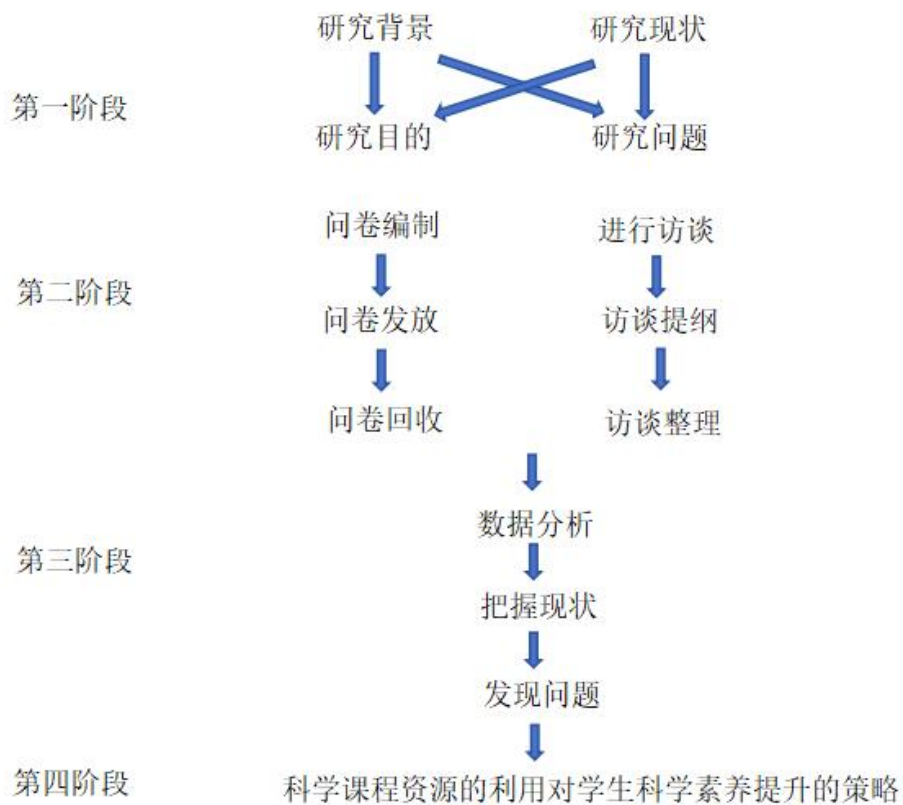 研究背景 研究现状
第一阶段
研究目的 研究问题
问卷编制 进行访谈
第二阶段
问卷发放 访谈提纲
问卷回收 访谈整理
数据分析
第三阶段
把握现状
发现问题
第四阶段 科学课程资源的利用对学生科学素养提升的策略